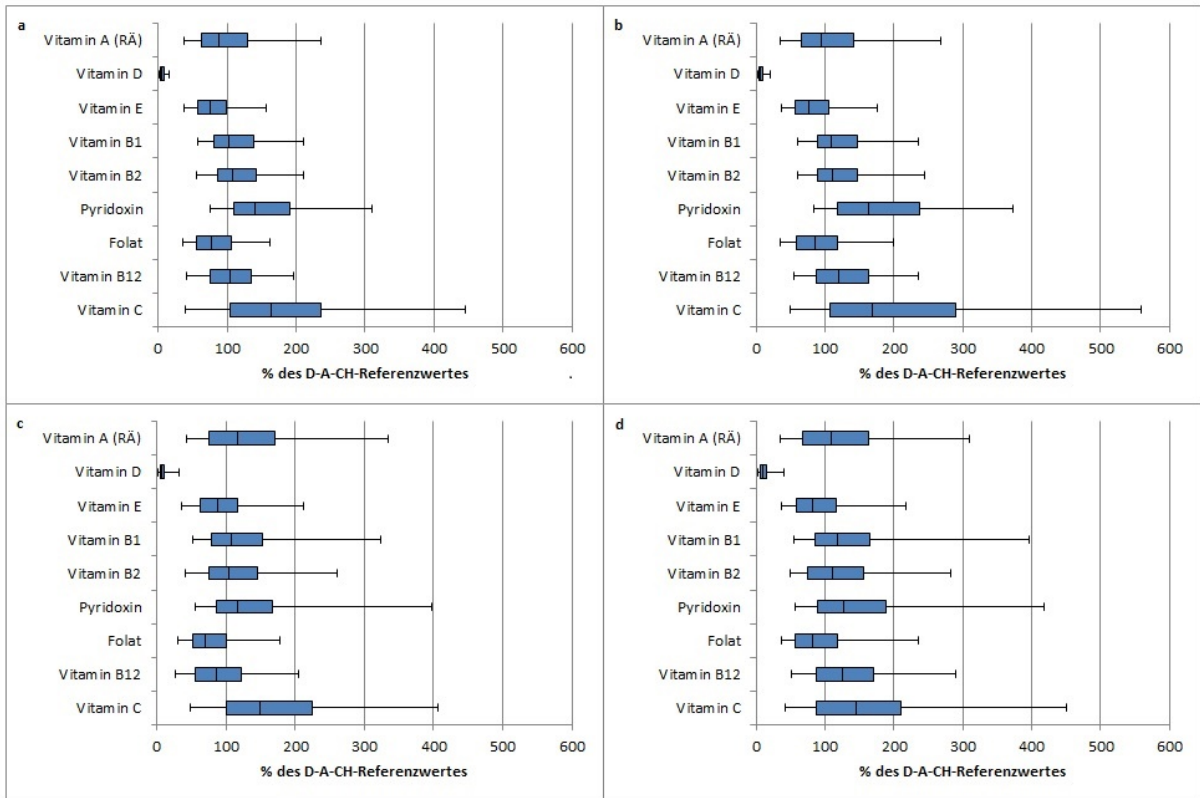 a
Vitamin A (RÄ)
Vitamin D
Vitamin E
Vitamin B1
Vitamin B2
Pyridoxin
Folat
Vitamin B12
Vitamin C
0 100 200 300 400 500 600
% des D-A-CH-Referenzwertes .
b
Vitamin A (RÄ)
Vitamin D
Vitamin E
Vitamin B1
Vitamin B2
Pyridoxin
Folat
Vitamin B12
Vitamin C
0 100 200 300 400 500 600
% des D-A-CH-Referenzwertes
c
Vitamin A (RÄ)
Vitamin D
Vitamin E
Vitamin B1
Vitamin B2
Pyridoxin
Folat
Vitamin B12
Vitamin C
0 100 200 300 400 500 600
% des D-A-CH-Referenzwertes
d
Vitamin A (RÄ)
Vitamin D
Vitamin E
Vitamin B1
Vitamin B2
Pyridoxin
Folat
Vitamin B12
Vitamin C
0 100 200 300 400 500 600
% des D-A-CH-Referenzwertes